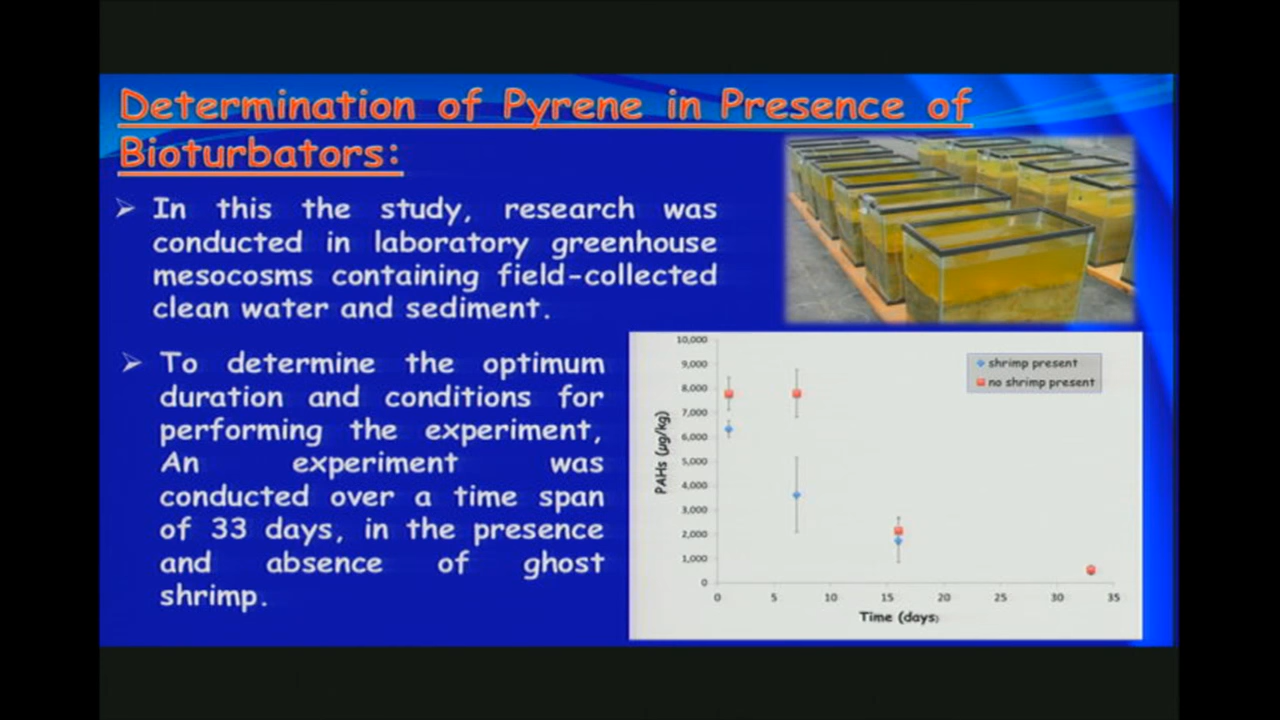 Determination of Pyrene in Presence of
Bioturbators:
➢ In this the study, research was
conducted in laboratory greenhouse
mesocosms containing field-collected
clean water and sediment.
➢ To determine the optimum
duration and conditions for
performing the experiment,
An experiment was
conducted over a time span
of 33 days, in the presence
and absence of ghost
shrimp.
10,000
9,000
8,000
7,000
6,000
5,000
4,000
3,000
2,000
1,000
0
PAHs (µg/kg)
shrimp present
no shrimp present
0 5 10 15 20 25 30 35
Time (days)